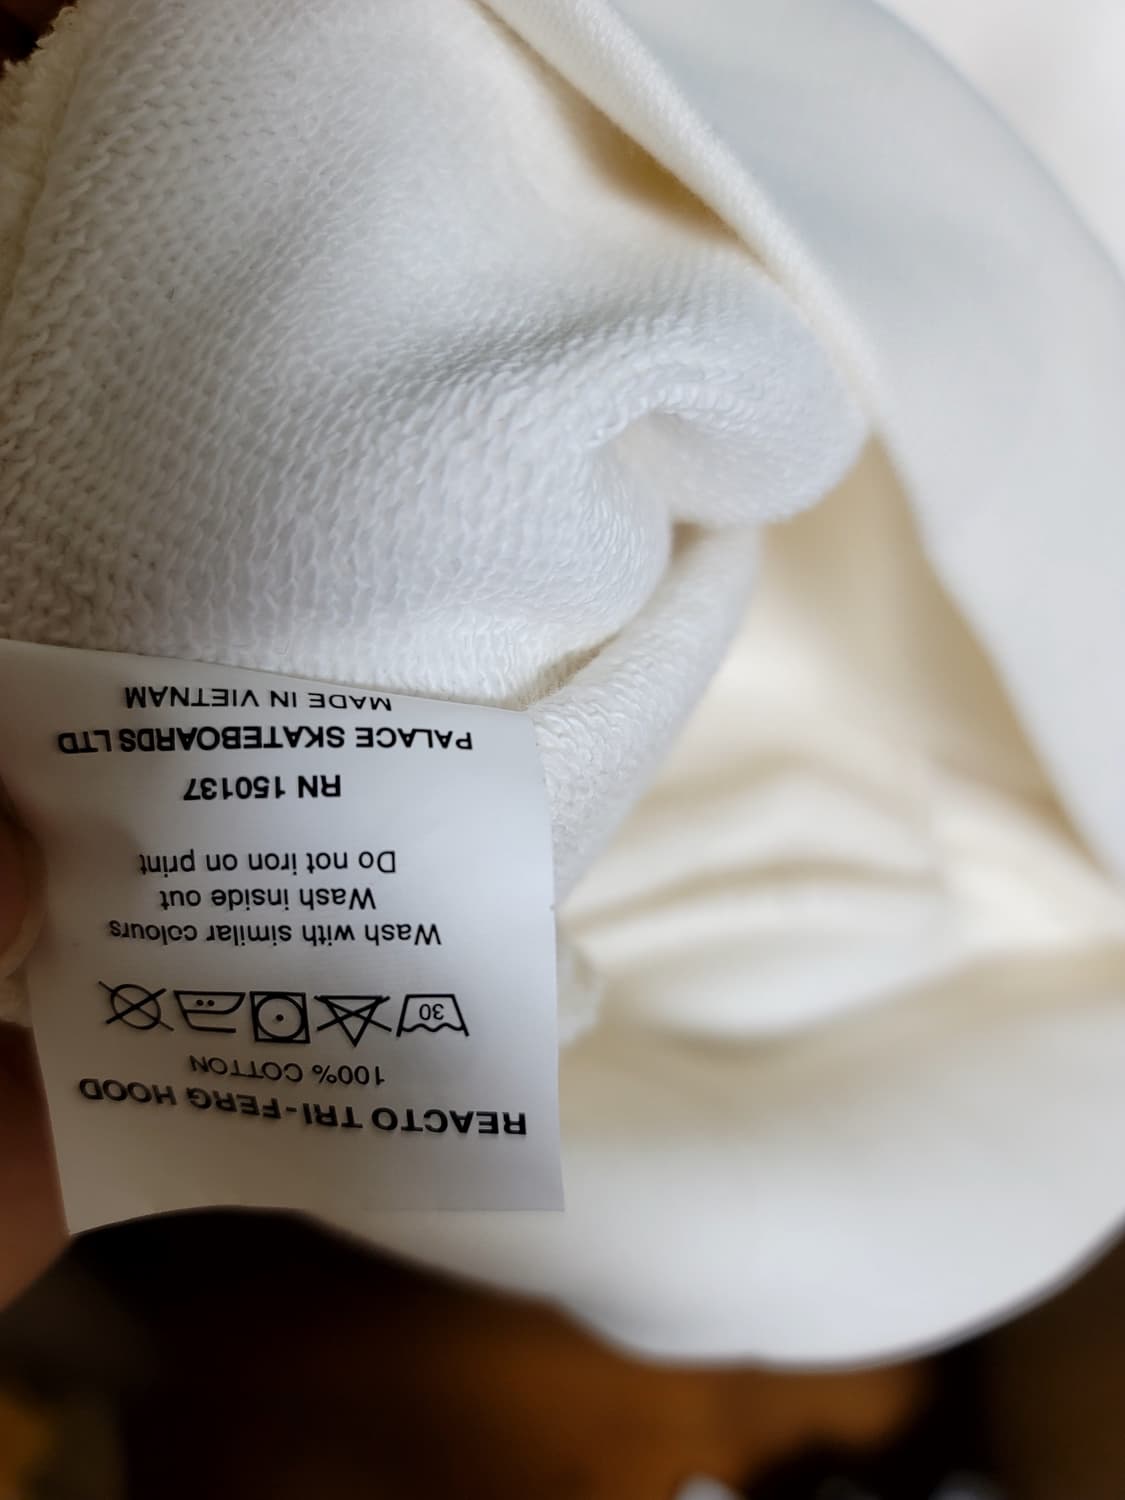 REACTO TRI-FERG HOOD
100% COTTON
30
Wash with similar colours
Wash inside out
Do not iron on print
RN 150137
PALACE SKATEBOARDS LTD
MADE IN VIETNAM